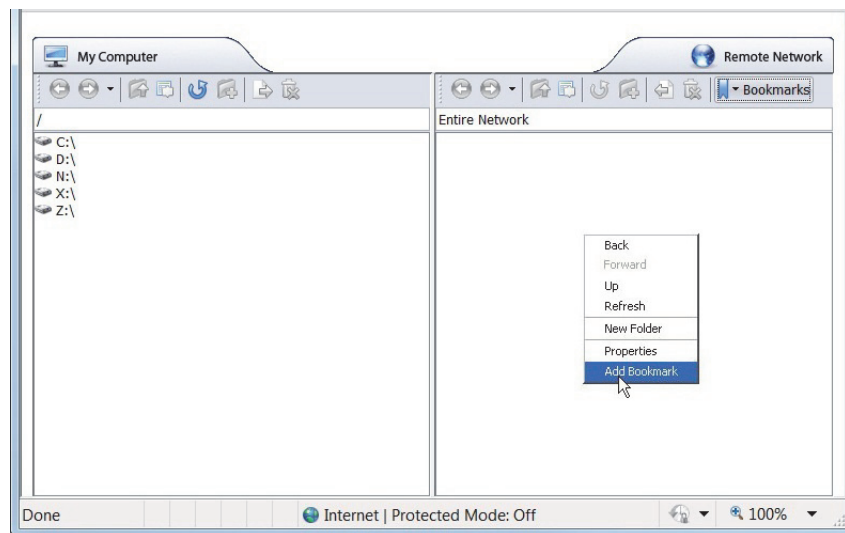 My Computer
Remote Network
Bookmarks
/
Entire Network
C:\
D:\
N:\
X:\
Z:\
Back
Forward
Up
Refresh
New Folder
Properties
Add Bookmark
Done
Internet | Protected Mode: Off
100%